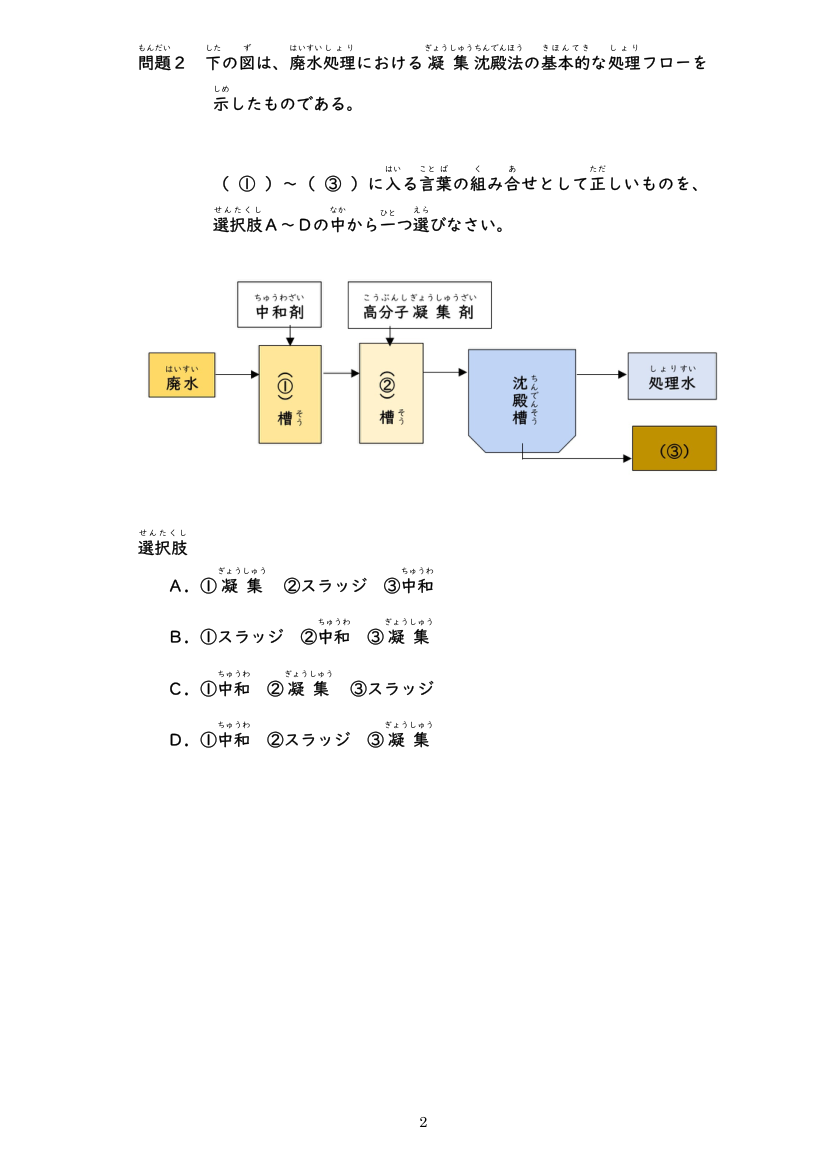 問題２ 下の図は、廃水処理における凝集沈殿法の基本的な処理フローを
もんだい した ず はいすいしょり ぎょうしゅうちんでんほう きほんてき しょり
示したものである。
しめ
（ ① ）～（ ③ ）に入る言葉の組み合せとして正しいものを、
はい ことば く あ ただ
選択肢Ａ～Ｄの中から一つ選びなさい。
せんたくし なか ひと えら
中和剤
ちゅうわざい
高分子凝集剤
こうぶんしぎょうしゅうざい
廃水
はいすい
（①）槽
そう
（②）槽
そう
沈殿槽
ちんでんそう
処理水
しょりすい
（③）
選択肢
せんたくし
Ａ．①凝集 ②スラッジ ③中和
ぎょうしゅう ちゅうわ
Ｂ．①スラッジ ②中和 ③凝集
ちゅうわ ぎょうしゅう
Ｃ．①中和 ②凝集 ③スラッジ
ちゅうわ ぎょうしゅう
Ｄ．①中和 ②スラッジ ③凝集
ちゅうわ ぎょうしゅう
2